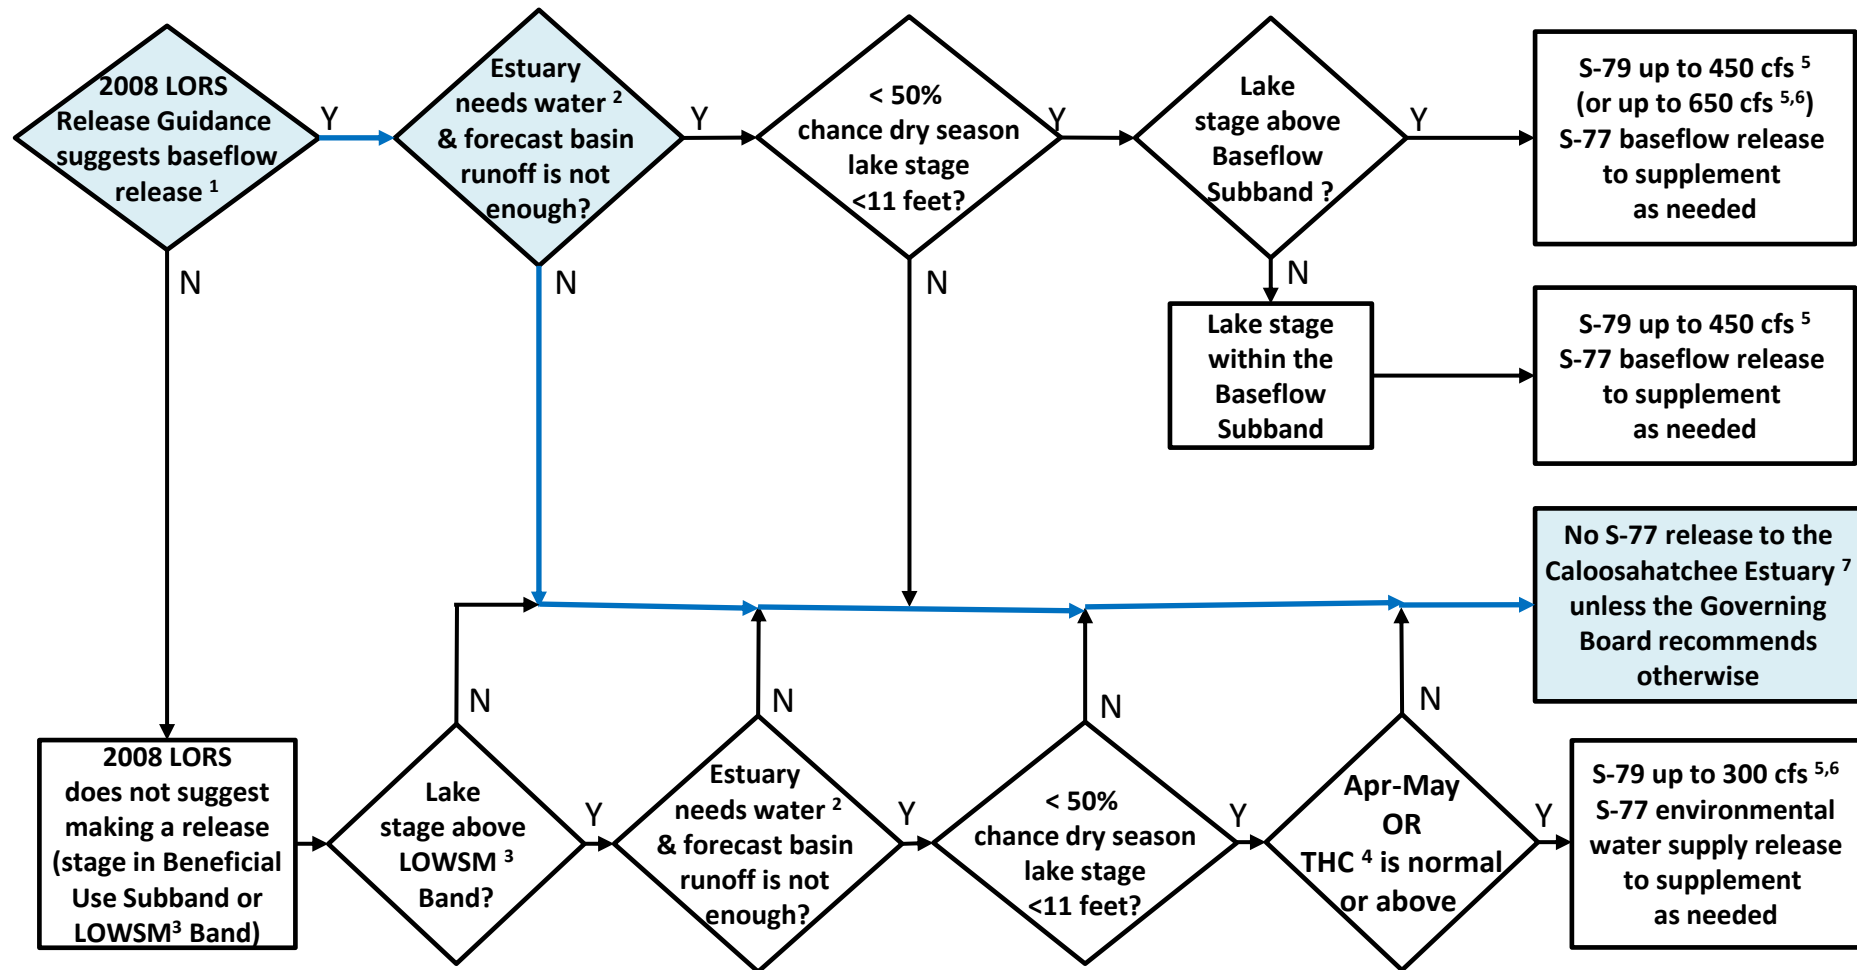 2008 LORS
Release Guidance
suggests baseflow
release 1
Y
N
Estuary
needs water 2
& forecast basin
runoff is not
enough?
Y
N
< 50%
chance dry season
lake stage
<11 feet?
Y
N
Lake
stage above
Baseflow
Subband ?
Y
N
S-79 up to 450 cfs 5
(or up to 650 cfs 5,6)
S-77 baseflow release
to supplement
as needed
Lake stage
within the
Baseflow
Subband
S-79 up to 450 cfs 5
S-77 baseflow release
to supplement
as needed
No S-77 release to the
Caloosahatchee Estuary 7
unless the Governing
Board recommends
otherwise
2008 LORS
does not suggest
making a release
(stage in Beneficial
Use Subband or
LOWSM3 Band)
N
Lake
stage above
LOWSM 3
Band?
Y
N
Estuary
needs water 2
& forecast basin
runoff is not
enough?
Y
N
< 50%
chance dry season
lake stage
<11 feet?
Y
N
Apr-May
OR
THC 4 is normal
or above
Y
S-79 up to 300 cfs 5,6
S-77 environmental
water supply release
to supplement
as needed